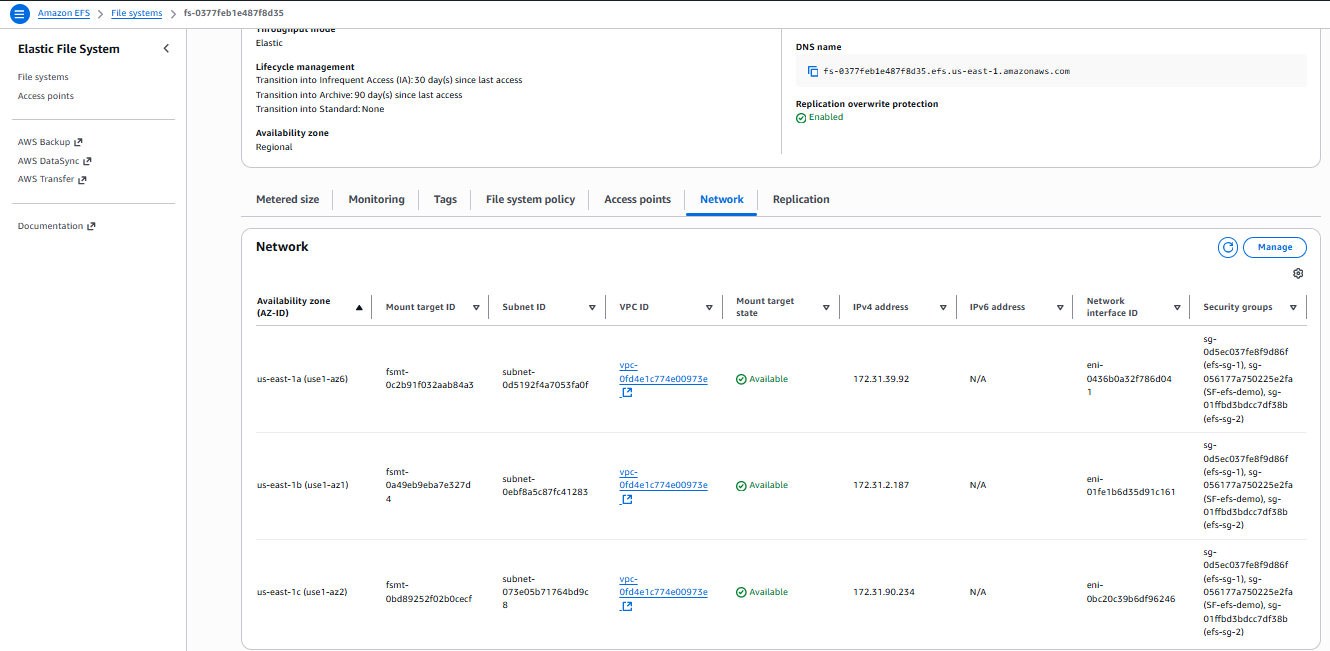 Amazon EFS > File systems > fs-0377feb1e487f8d35
Elastic File System
File systems
Access points
AWS Backup
AWS DataSync
AWS Transfer
Documentation
Throughput mode
Elastic
Lifecycle management
Transition into Infrequent Access (IA): 30 day(s) since last access
Transition into Archive: 90 day(s) since last access
Transition into Standard: None
Availability zone
Regional
DNS name
fs-0377feb1e487f8d35.efs.us-east-1.amazonaws.com
Replication overwrite protection
Enabled
Metered size Monitoring Tags File system policy Access points Network Replication
Network
Manage
Availability zone
(AZ-ID)
Mount target ID
Subnet ID
VPC ID
Mount target
state
IPv4 address
IPv6 address
Network
interface ID
Security groups
us-east-1a (use1-az6)
fsmt-
0c2b91f032aab84a3
subnet-
0d5192f4a7053fa0f
vpc-
0fd4e1c774e00973e
Available
172.31.39.92
N/A
eni-
0436b0a32f786d04
1
sg-
0d5ec037fe8f9d86f
(efs-sg-1), sg-
056177a750225e2fa
(SF-efs-demo), sg-
01ffbd3bdcc7df38b
(efs-sg-2)
us-east-1b (use1-az1)
fsmt-
0a49eb9eba7e327d
4
subnet-
0ebf8a5c87fc41283
vpc-
0fd4e1c774e00973e
Available
172.31.2.187
N/A
eni-
01fe1b6d35d91c161
sg-
0d5ec037fe8f9d86f
(efs-sg-1), sg-
056177a750225e2fa
(SF-efs-demo), sg-
01ffbd3bdcc7df38b
(efs-sg-2)
us-east-1c (use1-az2)
fsmt-
0bd89252f02b0cecf
subnet-
073e05b71764bd9c
8
vpc-
0fd4e1c774e00973e
Available
172.31.90.234
N/A
eni-
0bc20c39b6df96246
sg-
0d5ec037fe8f9d86f
(efs-sg-1), sg-
056177a750225e2fa
(SF-efs-demo), sg-
01ffbd3bdcc7df38b
(efs-sg-2)